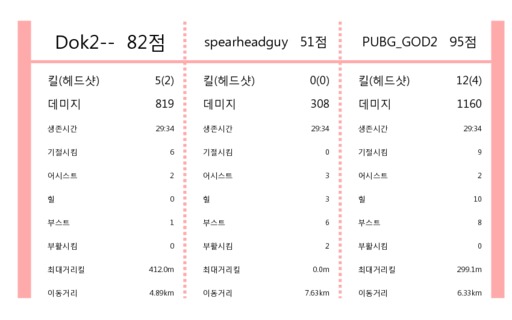 Dok2-- 82점 spearheadguy 51점 PUBG_GOD2 95점
킬(헤드샷) 5(2) 킬(헤드샷) 0(0) 킬(헤드샷) 12(4)
데미지 819 데미지 308 데미지 1160
생존시간 29:34 생존시간 29:34 생존시간 29:34
기절시킴 6 기절시킴 0 기절시킴 9
어시스트 2 어시스트 3 어시스트 2
힐 0 힐 3 힐 10
부스트 1 부스트 6 부스트 8
부활시킴 0 부활시킴 2 부활시킴 0
최대거리킬 412.0m 최대거리킬 0.0m 최대거리킬 299.1m
이동거리 4.89km 이동거리 7.63km 이동거리 6.33km